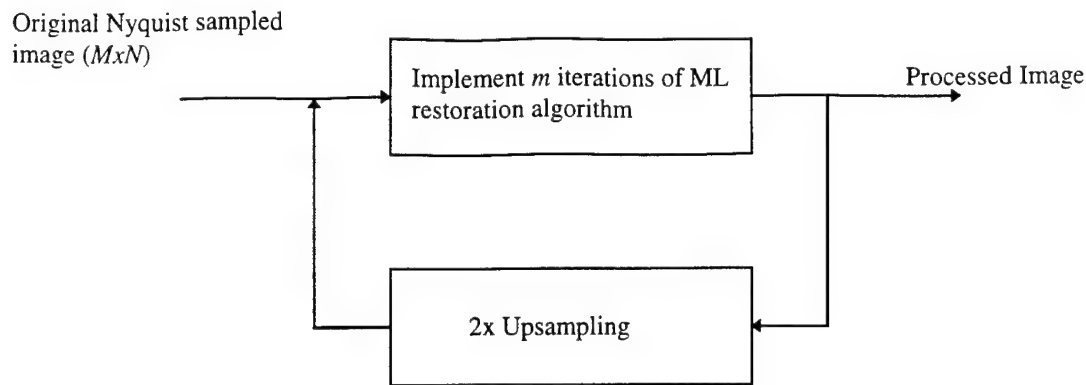 Original Nyquist sampled
image (MxN)
Implement m iterations of ML
restoration algorithm
Processed Image
2x Upsampling